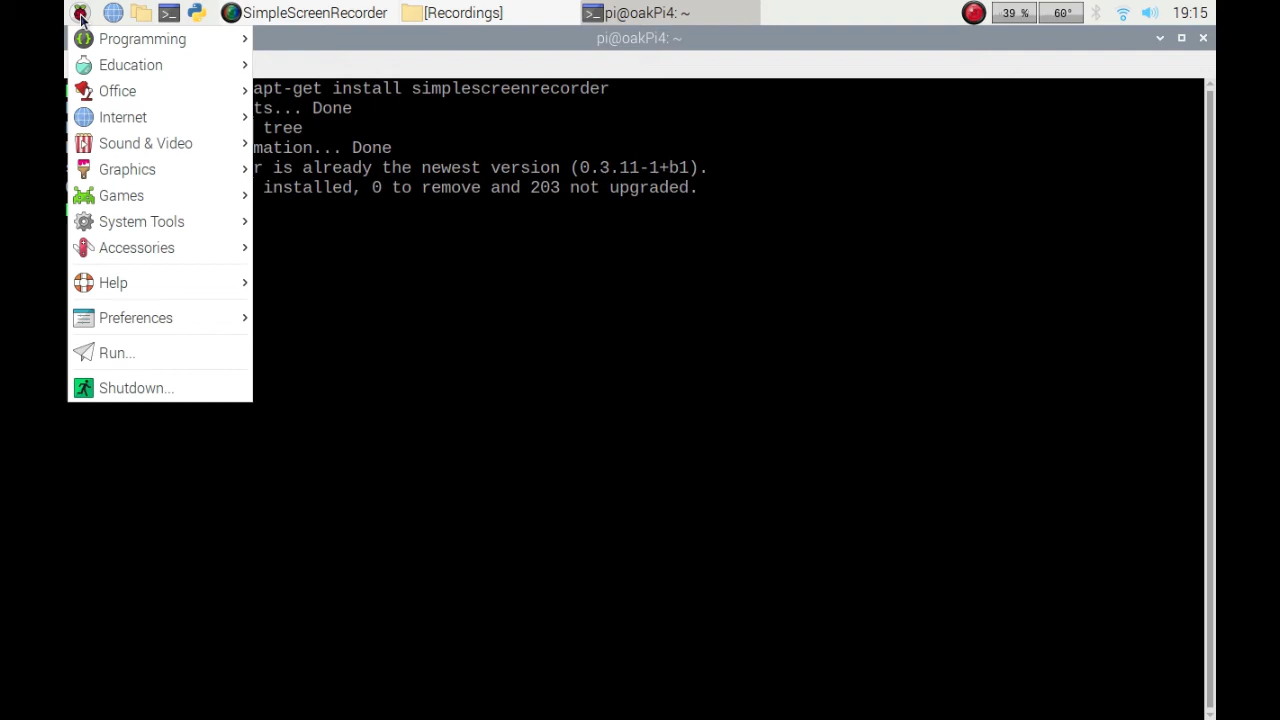 SimpleScreenRecorder [Recordings] pi@oakPi4: ~ 39 % 60° 19:15
pi@oakPi4: ~
Programming
Education
Office
Internet
Sound & Video
Graphics
Games
System Tools
Accessories
Help
Preferences
Run...
Shutdown...
apt-get install simplescreenrecorder
ts... Done
tree
mation... Done
r is already the newest version (0.3.11-1+b1).
installed, 0 to remove and 203 not upgraded.